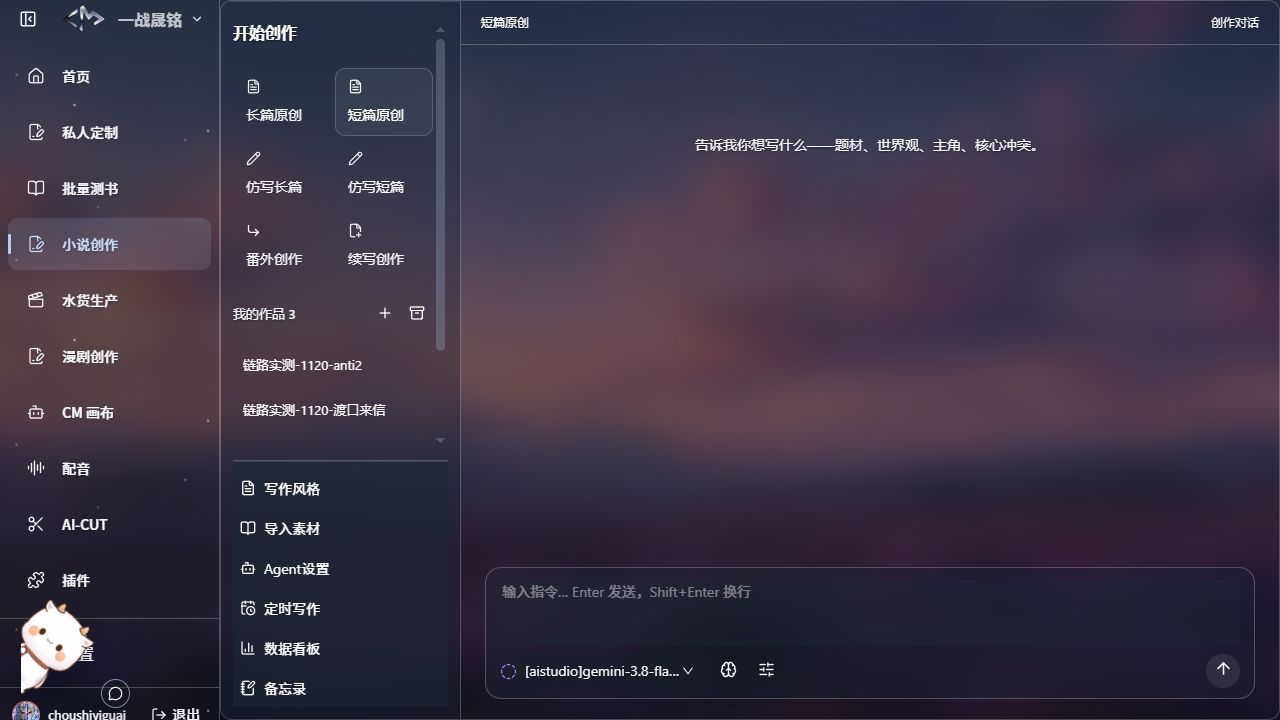 一战晟铭
首页
私人定制
批量测书
小说创作
水货生产
漫剧创作
CM 画布
配音
AI-CUT
插件
置
choushiyiguai
退出
开始创作
长篇原创
短篇原创
仿写长篇
仿写短篇
番外创作
续写创作
我的作品 3
链路实测-1120-anti2
链路实测-1120-渡口来信
写作风格
导入素材
Agent设置
定时写作
数据看板
备忘录
短篇原创
创作对话
告诉我你想写什么——题材、世界观、主角、核心冲突。
输入指令... Enter 发送，Shift+Enter 换行
[aistudio]gemini-3.8-fla...